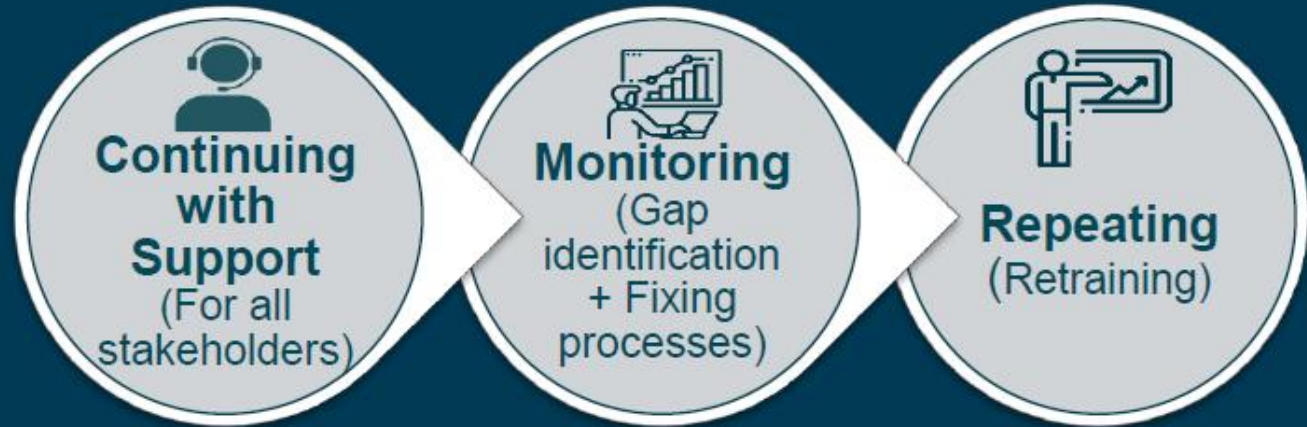 Continuing
with
Support
(For all
stakeholders)
Monitoring
(Gap
identification
+ Fixing
processes)
Repeating
(Retraining)